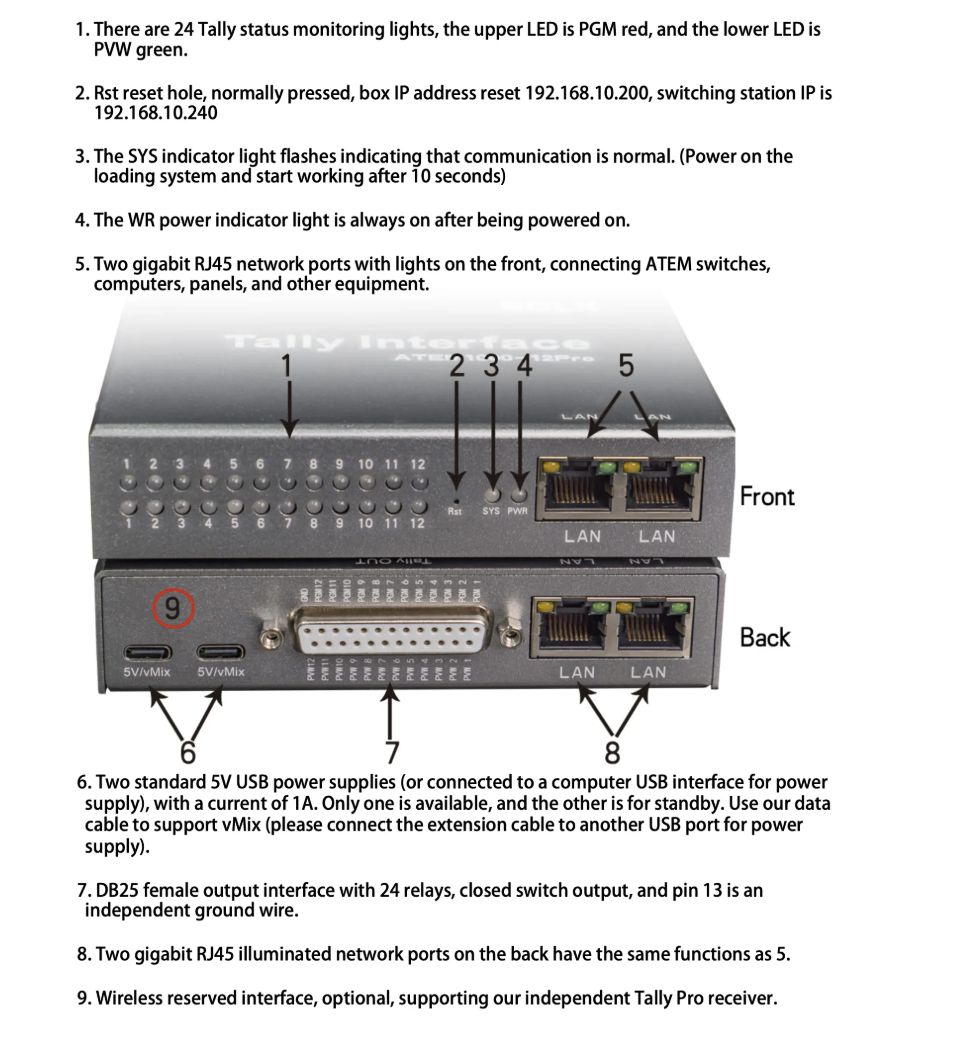 1. There are 24 Tally status monitoring lights, the upper LED is PGM red, and the lower LED is
PVW green.
2. Rst reset hole, normally pressed, box IP address reset 192.168.10.200, switching station IP is
192.168.10.240
3. The SYS indicator light flashes indicating that communication is normal. (Power on the
loading system and start working after 10 seconds)
4. The WR power indicator light is always on after being powered on.
5. Two gigabit RJ45 network ports with lights on the front, connecting ATEM switches,
computers, panels, and other equipment.
Tally Interface
1 2 3 4 5
LAN LAN
1 2 3 4 5 6 7 8 9 10 11 12
Rst SYS PWR
1 2 3 4 5 6 7 8 9 10 11 12
LAN LAN
Front
Tally OUT
LAN LAN
GND PGM12 PGM11 PGM10 PGM 9 PGM 8 PGM 7 PGM 6 PGM 5 PGM 4 PGM 3 PGM 2 PGM 1
9
Back
5V/vMix 5V/vMix
PVW12 PVW11 PVW10 PVW 9 PVW 8 PVW 7 PVW 6 PVW 5 PVW 4 PVW 3 PVW 2 PVW 1
LAN LAN
6 7 8
6. Two standard 5V USB power supplies (or connected to a computer USB interface for power
supply), with a current of 1A. Only one is available, and the other is for standby. Use our data
cable to support vMix (please connect the extension cable to another USB port for power
supply).
7. DB25 female output interface with 24 relays, closed switch output, and pin 13 is an
independent ground wire.
8. Two gigabit RJ45 illuminated network ports on the back have the same functions as 5.
9. Wireless reserved interface, optional, supporting our independent Tally Pro receiver.